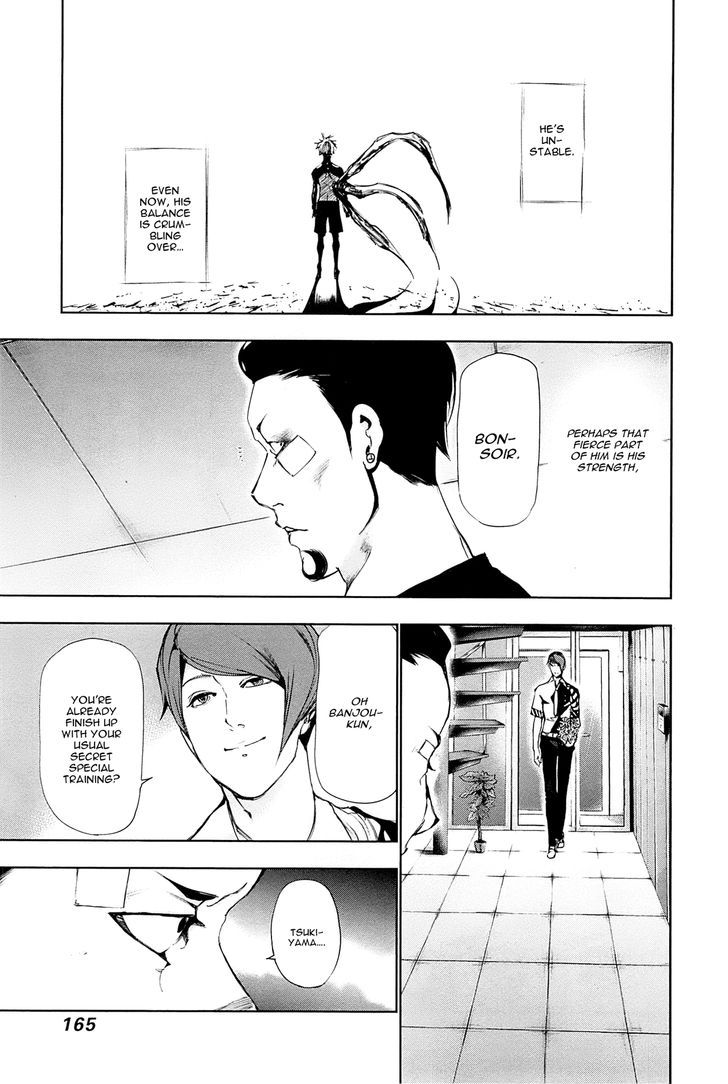 HE'S
UN-
STABLE.
EVEN
NOW, HIS
BALANCE
IS CRUM-
BLING
OVER...
PERHAPS THAT
FIERCE PART
OF HIM IS HIS
STRENGTH,
BON-
SOIR.
OH
BANJOU-
KUN,
YOU'RE
ALREADY
FINISH UP
WITH YOUR
USUAL
SECRET
SPECIAL
TRAINING?
TSUKI-
YAMA....
165